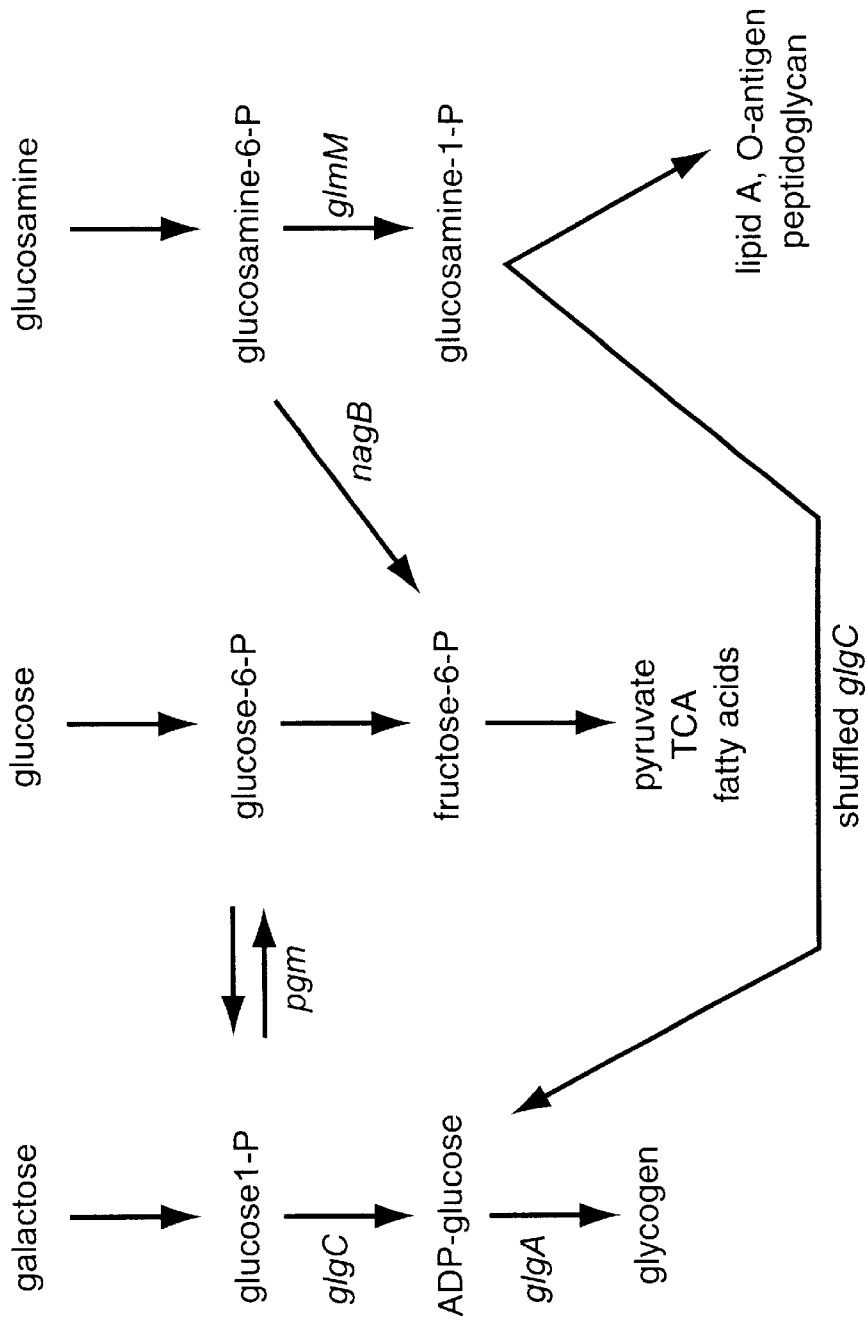 galactose
glucose
glucosamine
glucose1-P
glucose-6-P
glucosamine-6-P
pgm
glgC
nagB
glmM
ADP-glucose
fructose-6-P
glucosamine-1-P
glgA
glycogen
pyruvate
TCA
fatty acids
lipid A, O-antigen
peptidoglycan
shuffled glgC